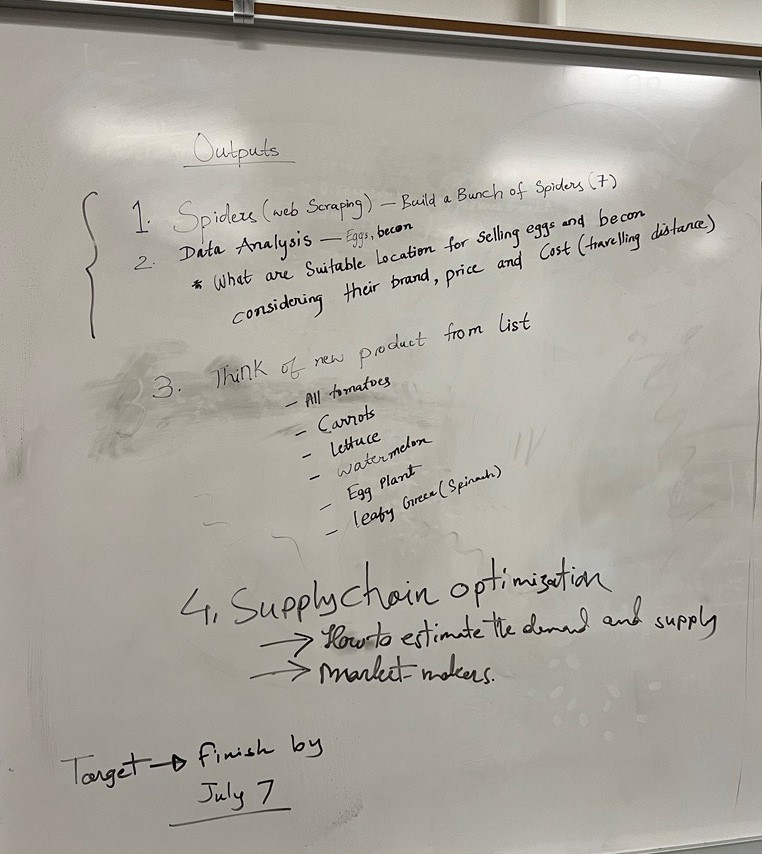 Outputs
1. Spiders (web Scraping) — Build a Bunch of Spiders (7)
2. Data Analysis — Eggs, becon
* What are Suitable Location for Selling eggs and becon
considering their brand, price and Cost (travelling distance)
3. Think of new product from list
- All tomatoes
- Carrots
- Lettuce
- watermelon
- Egg Plant
- leafy Green (Spinach)
4. Supply chain optimization
→ How to estimate the demand and supply
→ market-makers.
Target → finish by
July 7